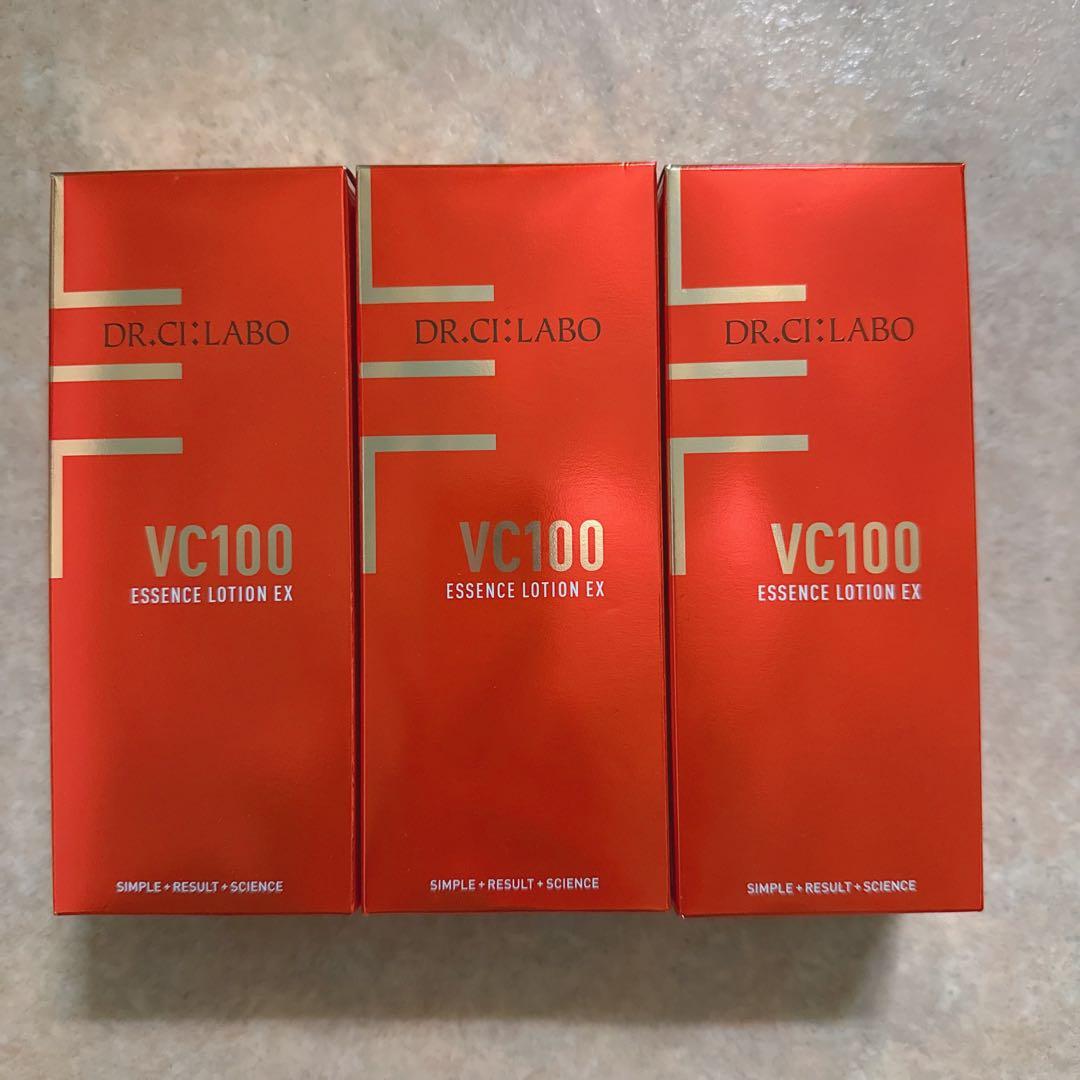 DR.CI:LABO
VC100
ESSENCE LOTION EX
SIMPLE+RESULT+SCIENCE
DR.CI:LABO
VC100
ESSENCE LOTION EX
SIMPLE+RESULT+SCIENCE
DR.CI:LABO
VC100
ESSENCE LOTION EX
SIMPLE+RESULT+SCIENCE